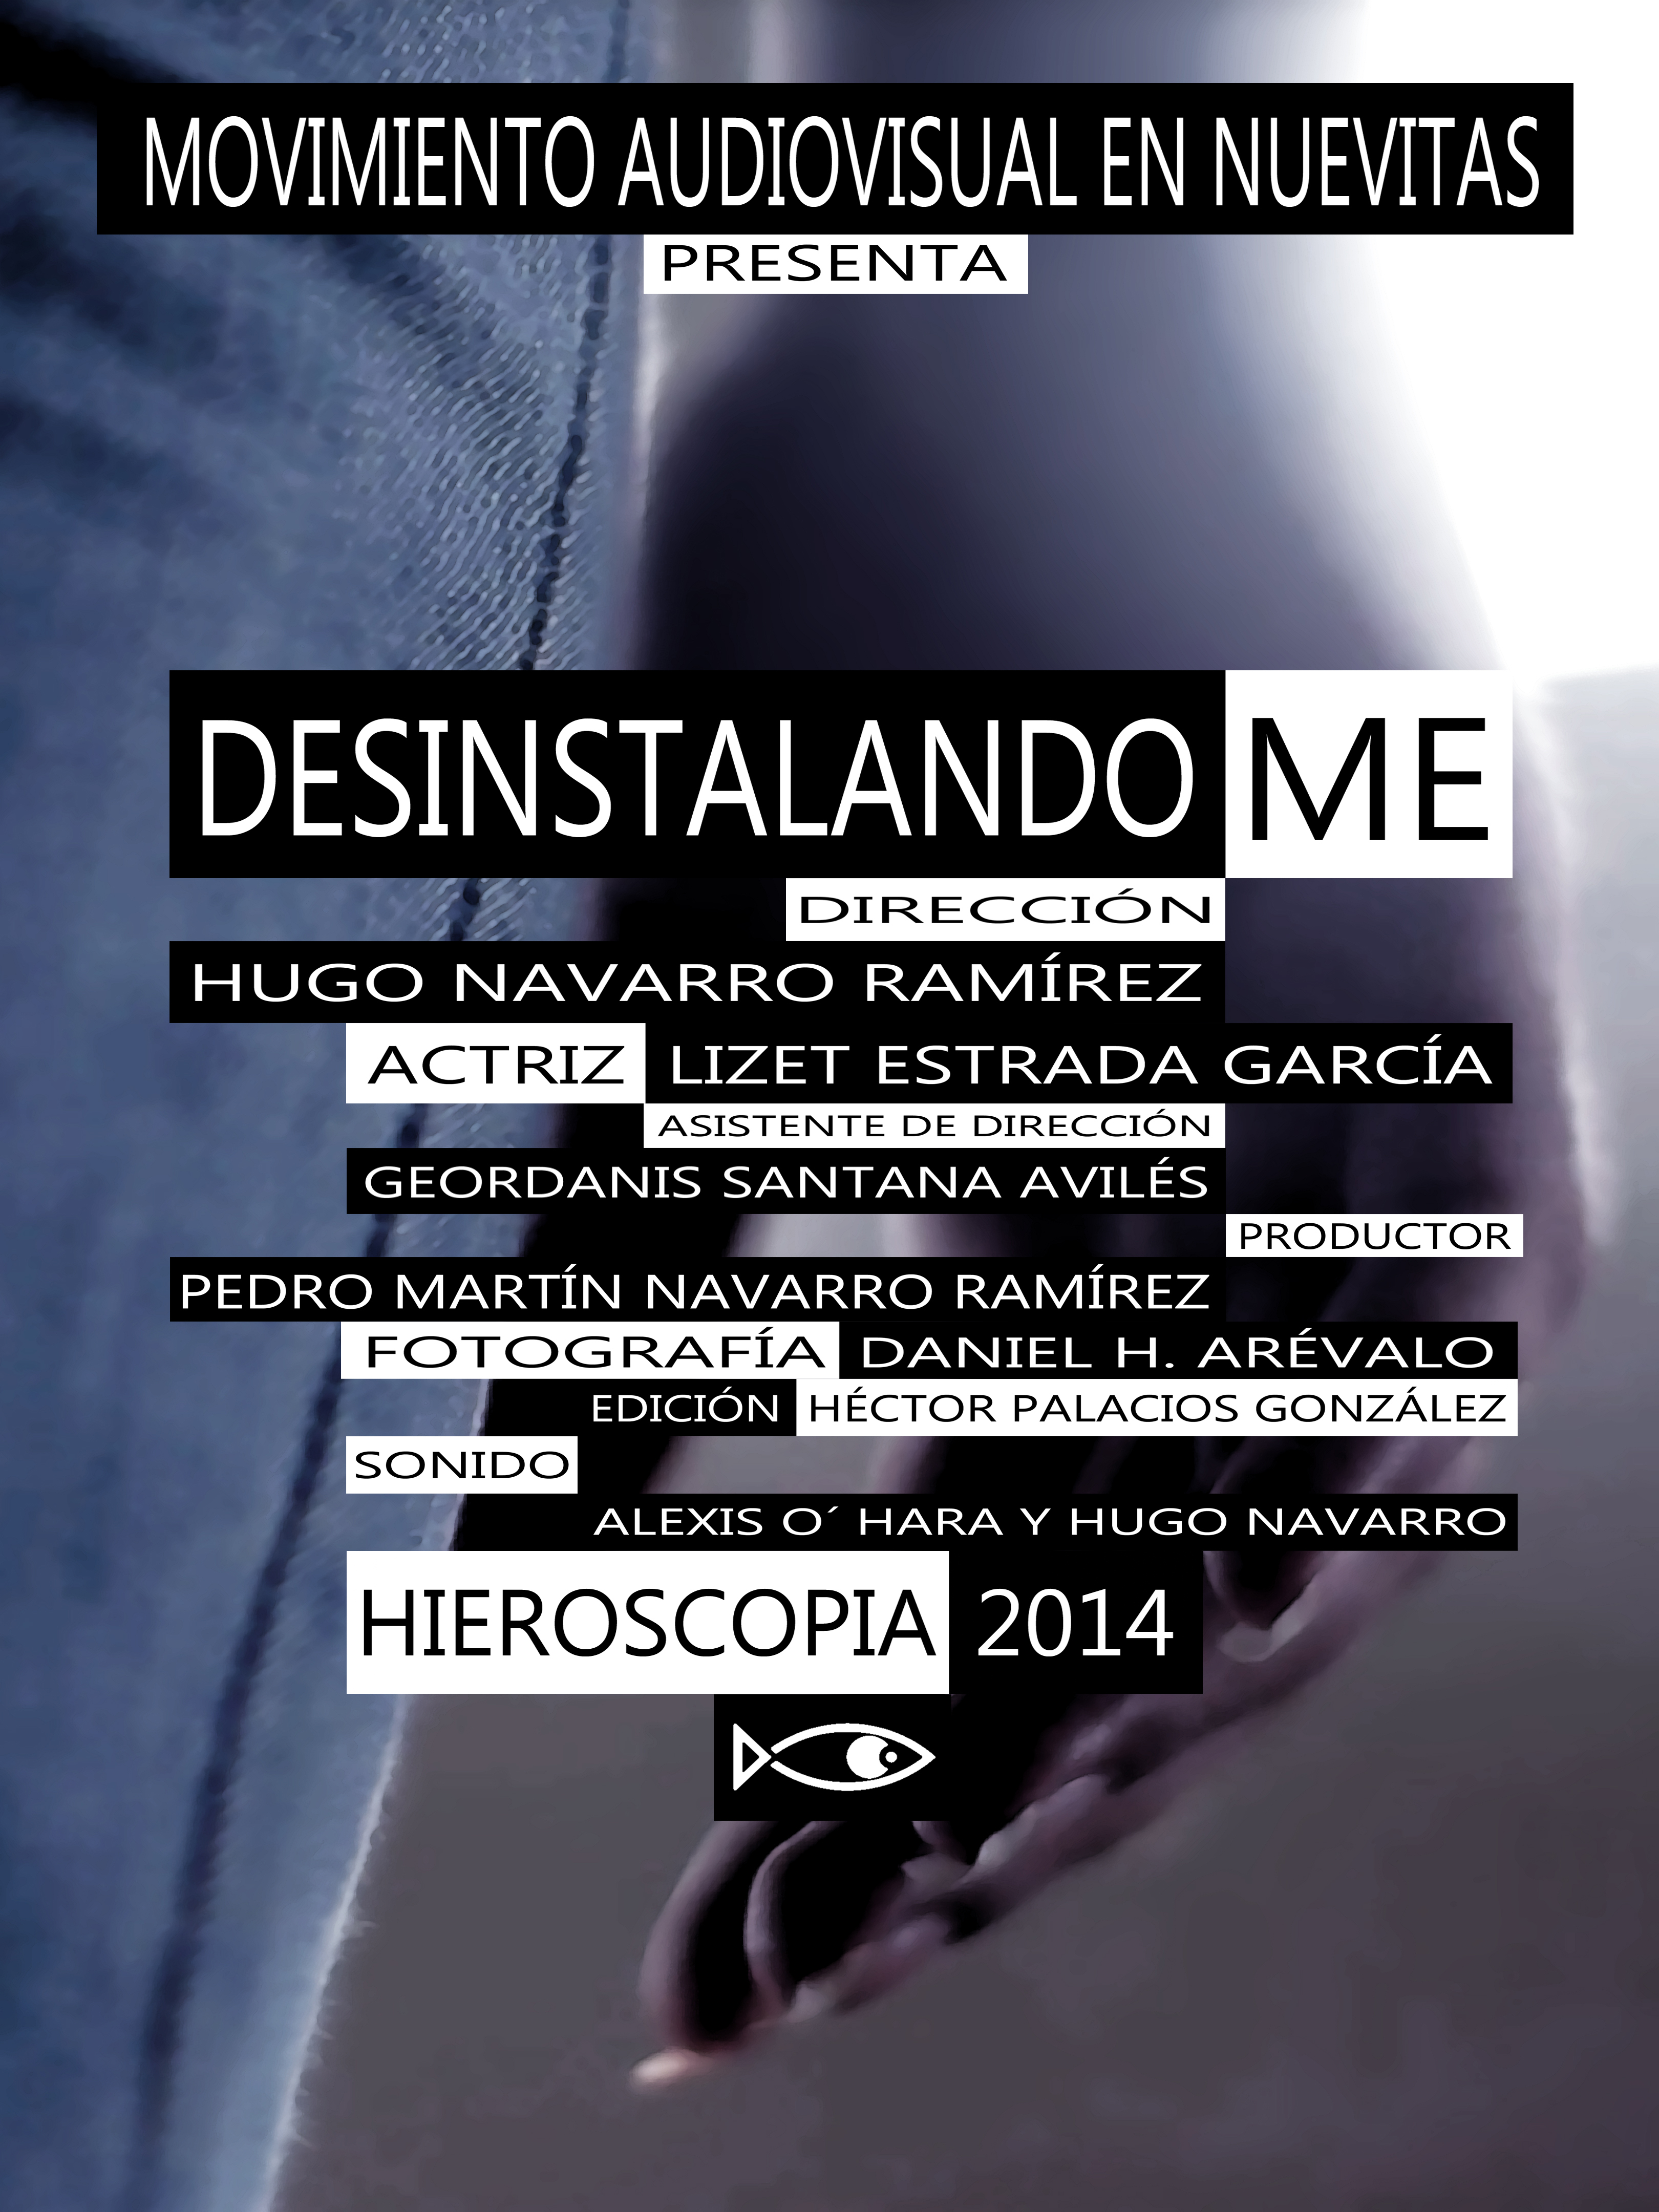 MOVIMIENTO AUDIOVISUAL EN NUEVITAS
PRESENTA
DESINSTALANDOME
DIRECCIÓN
HUGO NAVARRO RAMÍREZ
ACTRIZ LIZET ESTRADA GARCÍA
ASISTENTE DE DIRECCIÓN
GEORDANIS SANTANA AVILÉS
PRODUCTOR
PEDRO MARTÍN NAVARRO RAMÍREZ
FOTOGRAFÍA DANIEL H. ARÉVALO
EDICIÓN HÉCTOR PALACIOS GONZÁLEZ
SONIDO
ALEXIS O´ HARA Y HUGO NAVARRO
HIEROSCOPIA 2014